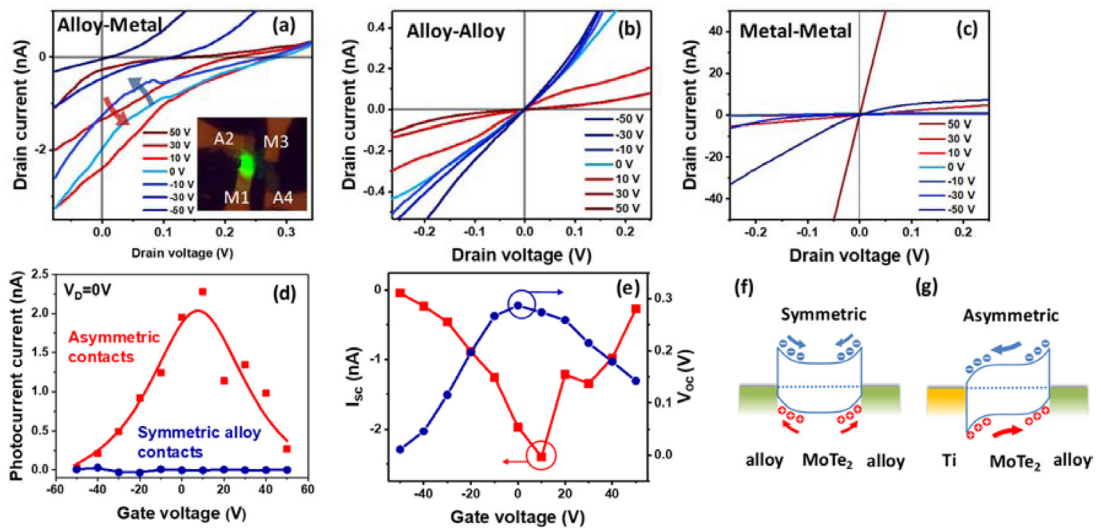 Alloy-Metal
(a)
Drain current (nA)
0
-2
A2
M3
M1
A4
50 V
30 V
10 V
0 V
-10 V
-30 V
-50 V
0.0
0.1
0.2
0.3
Drain voltage (V)
Alloy-Alloy
(b)
Drain current (nA)
0.4
0.2
0.0
-0.2
-0.4
-50 V
-30 V
-10 V
0 V
10 V
30 V
50 V
-0.2
-0.1
0.0
0.1
0.2
Drain voltage (V)
Metal-Metal
(c)
Drain current (nA)
40
20
0
-20
-40
50 V
30 V
10 V
0 V
-10 V
-30 V
-50 V
-0.2
-0.1
0.0
0.1
0.2
Drain voltage (V)
(d)
VD=0V
Photocurrent current (nA)
2.5
2.0
1.5
1.0
0.5
0.0
Asymmetric
contacts
Symmetric alloy
contacts
-60
-40
-20
0
20
40
60
Gate voltage (V)
(e)
Isc (nA)
0
-1
-2
Voc (V)
0.3
0.2
0.1
0.0
-40
-20
0
20
40
Gate voltage (V)
(f)
Symmetric
alloy
MoTe2
alloy
(g)
Asymmetric
Ti
MoTe2
alloy